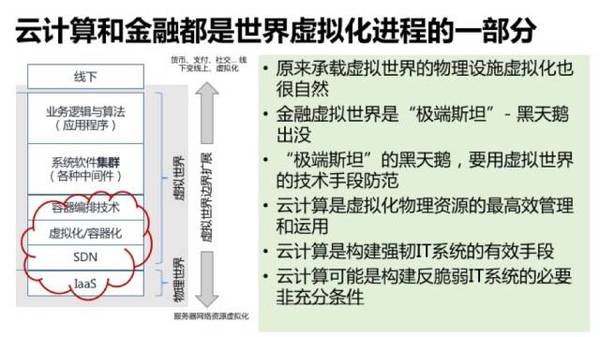 云计算和金融都是世界虚拟化进程的一部分
货币、支付、社交... 线
下变线上、虚拟化
线下
业务逻辑与算法
(应用程序)
系统软件集群
(各种中间件)
容器编排技术
虚拟化/容器化
SDN
IaaS
虚拟世界
物理世界
虚拟世界边界扩展
服务器网络资源虚拟化
• 原来承载虚拟世界的物理设施虚拟化也
很自然
• 金融虚拟世界是“极端斯坦”- 黑天鹅
出没
• “极端斯坦”的黑天鹅，要用虚拟世界
的技术手段防范
• 云计算是虚拟化物理资源的最高效管理
和运用
• 云计算是构建强韧IT系统的有效手段
• 云计算可能是构建反脆弱IT系统的必要
非充分条件